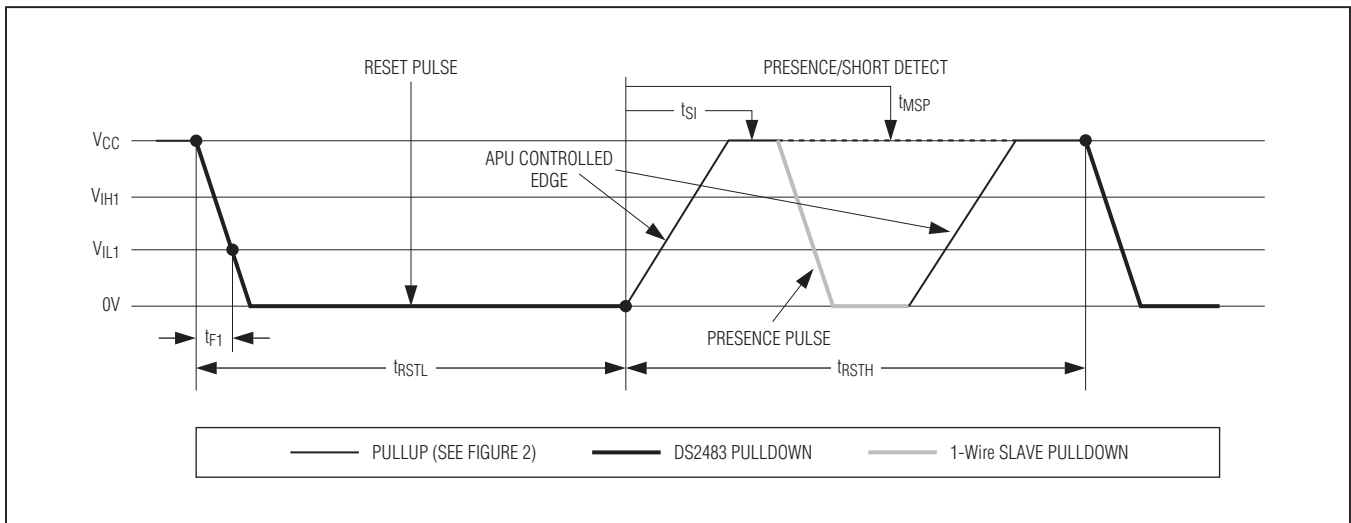 RESET PULSE
PRESENCE/SHORT DETECT
tMSP
tSI
VCC
APU CONTROLLED
EDGE
VIH1
VIL1
0V
tF1
PRESENCE PULSE
tRSTL
tRSTH
PULLUP (SEE FIGURE 2)
DS2483 PULLDOWN
1-Wire SLAVE PULLDOWN